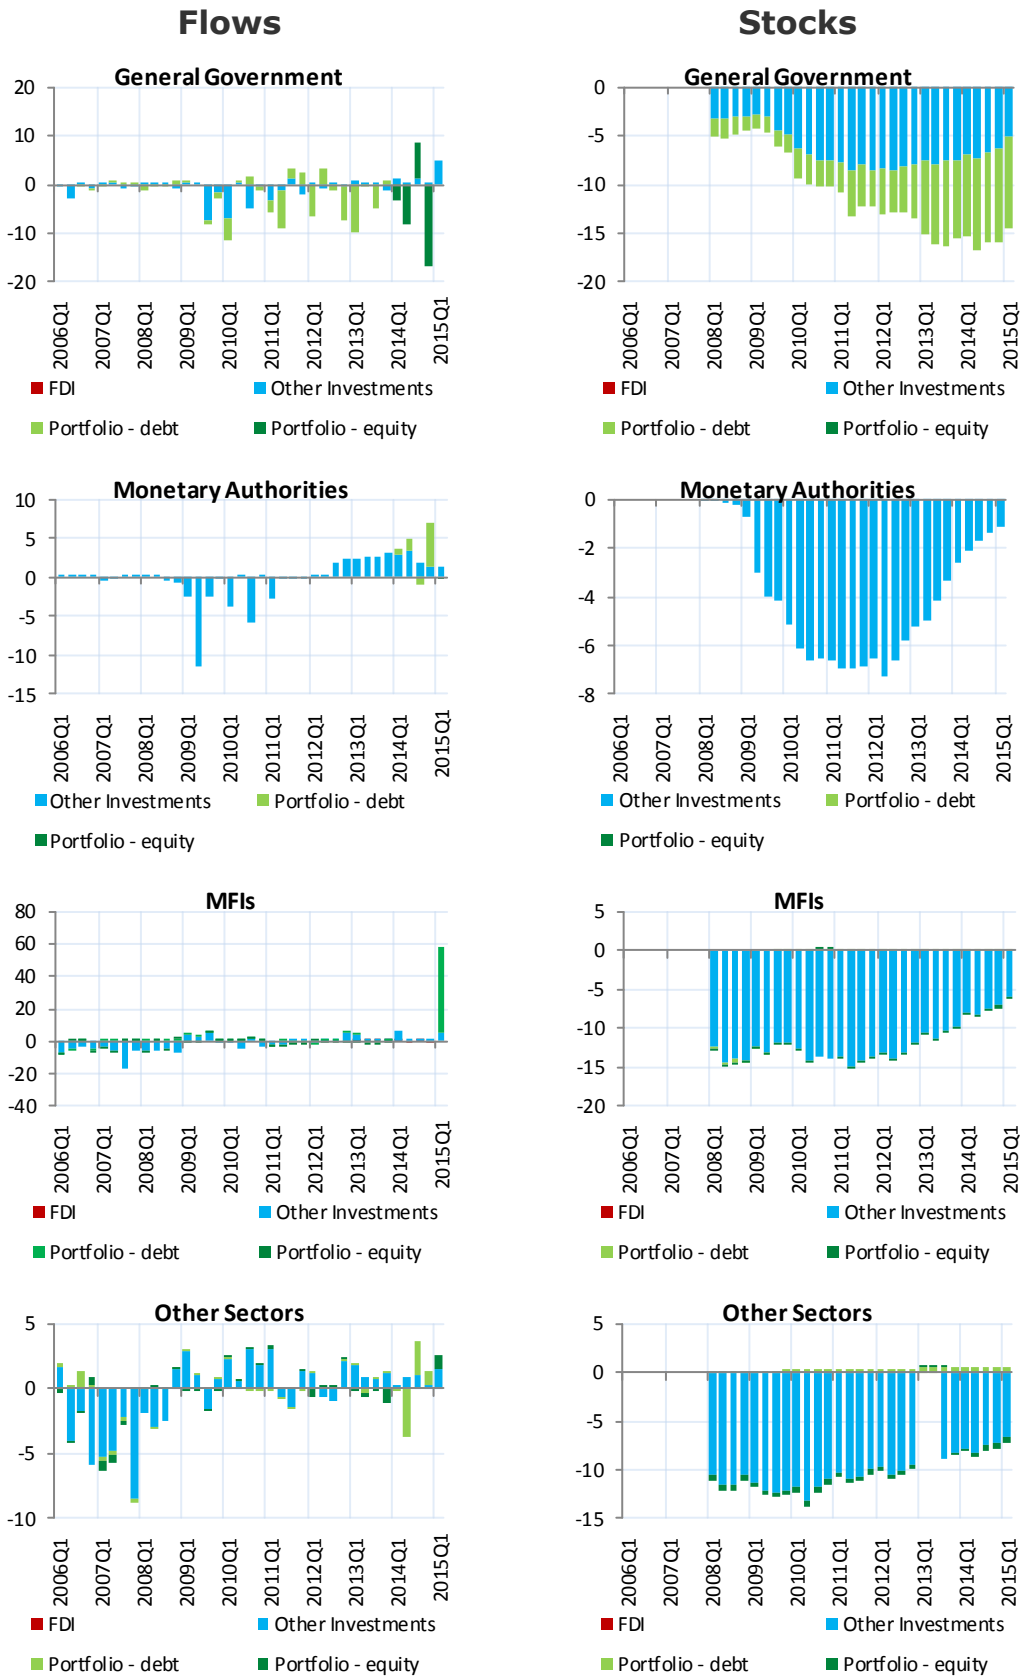 Flows Stocks
General Government
20
10
0
-10
-20
2006Q1 2007Q1 2008Q1 2009Q1 2010Q1 2011Q1 2012Q1 2013Q1 2014Q1 2015Q1
FDI Other Investments
Portfolio - debt Portfolio - equity
General Government
0
-5
-10
-15
-20
2006Q1 2007Q1 2008Q1 2009Q1 2010Q1 2011Q1 2012Q1 2013Q1 2014Q1 2015Q1
FDI Other Investments
Portfolio - debt Portfolio - equity
Monetary Authorities
10
5
0
-5
-10
-15
2006Q1 2007Q1 2008Q1 2009Q1 2010Q1 2011Q1 2012Q1 2013Q1 2014Q1 2015Q1
Other Investments Portfolio - debt
Portfolio - equity
Monetary Authorities
0
-2
-4
-6
-8
2006Q1 2007Q1 2008Q1 2009Q1 2010Q1 2011Q1 2012Q1 2013Q1 2014Q1 2015Q1
Other Investments Portfolio - debt
Portfolio - equity
MFIs
80
60
40
20
0
-20
-40
2006Q1 2007Q1 2008Q1 2009Q1 2010Q1 2011Q1 2012Q1 2013Q1 2014Q1 2015Q1
FDI Other Investments
Portfolio - debt Portfolio - equity
MFIs
5
0
-5
-10
-15
-20
2006Q1 2007Q1 2008Q1 2009Q1 2010Q1 2011Q1 2012Q1 2013Q1 2014Q1 2015Q1
FDI Other Investments
Portfolio - debt Portfolio - equity
Other Sectors
5
0
-5
-10
2006Q1 2007Q1 2008Q1 2009Q1 2010Q1 2011Q1 2012Q1 2013Q1 2014Q1 2015Q1
FDI Other Investments
Portfolio - debt Portfolio - equity
Other Sectors
5
0
-5
-10
-15
2006Q1 2007Q1 2008Q1 2009Q1 2010Q1 2011Q1 2012Q1 2013Q1 2014Q1 2015Q1
FDI Other Investments
Portfolio - debt Portfolio - equity